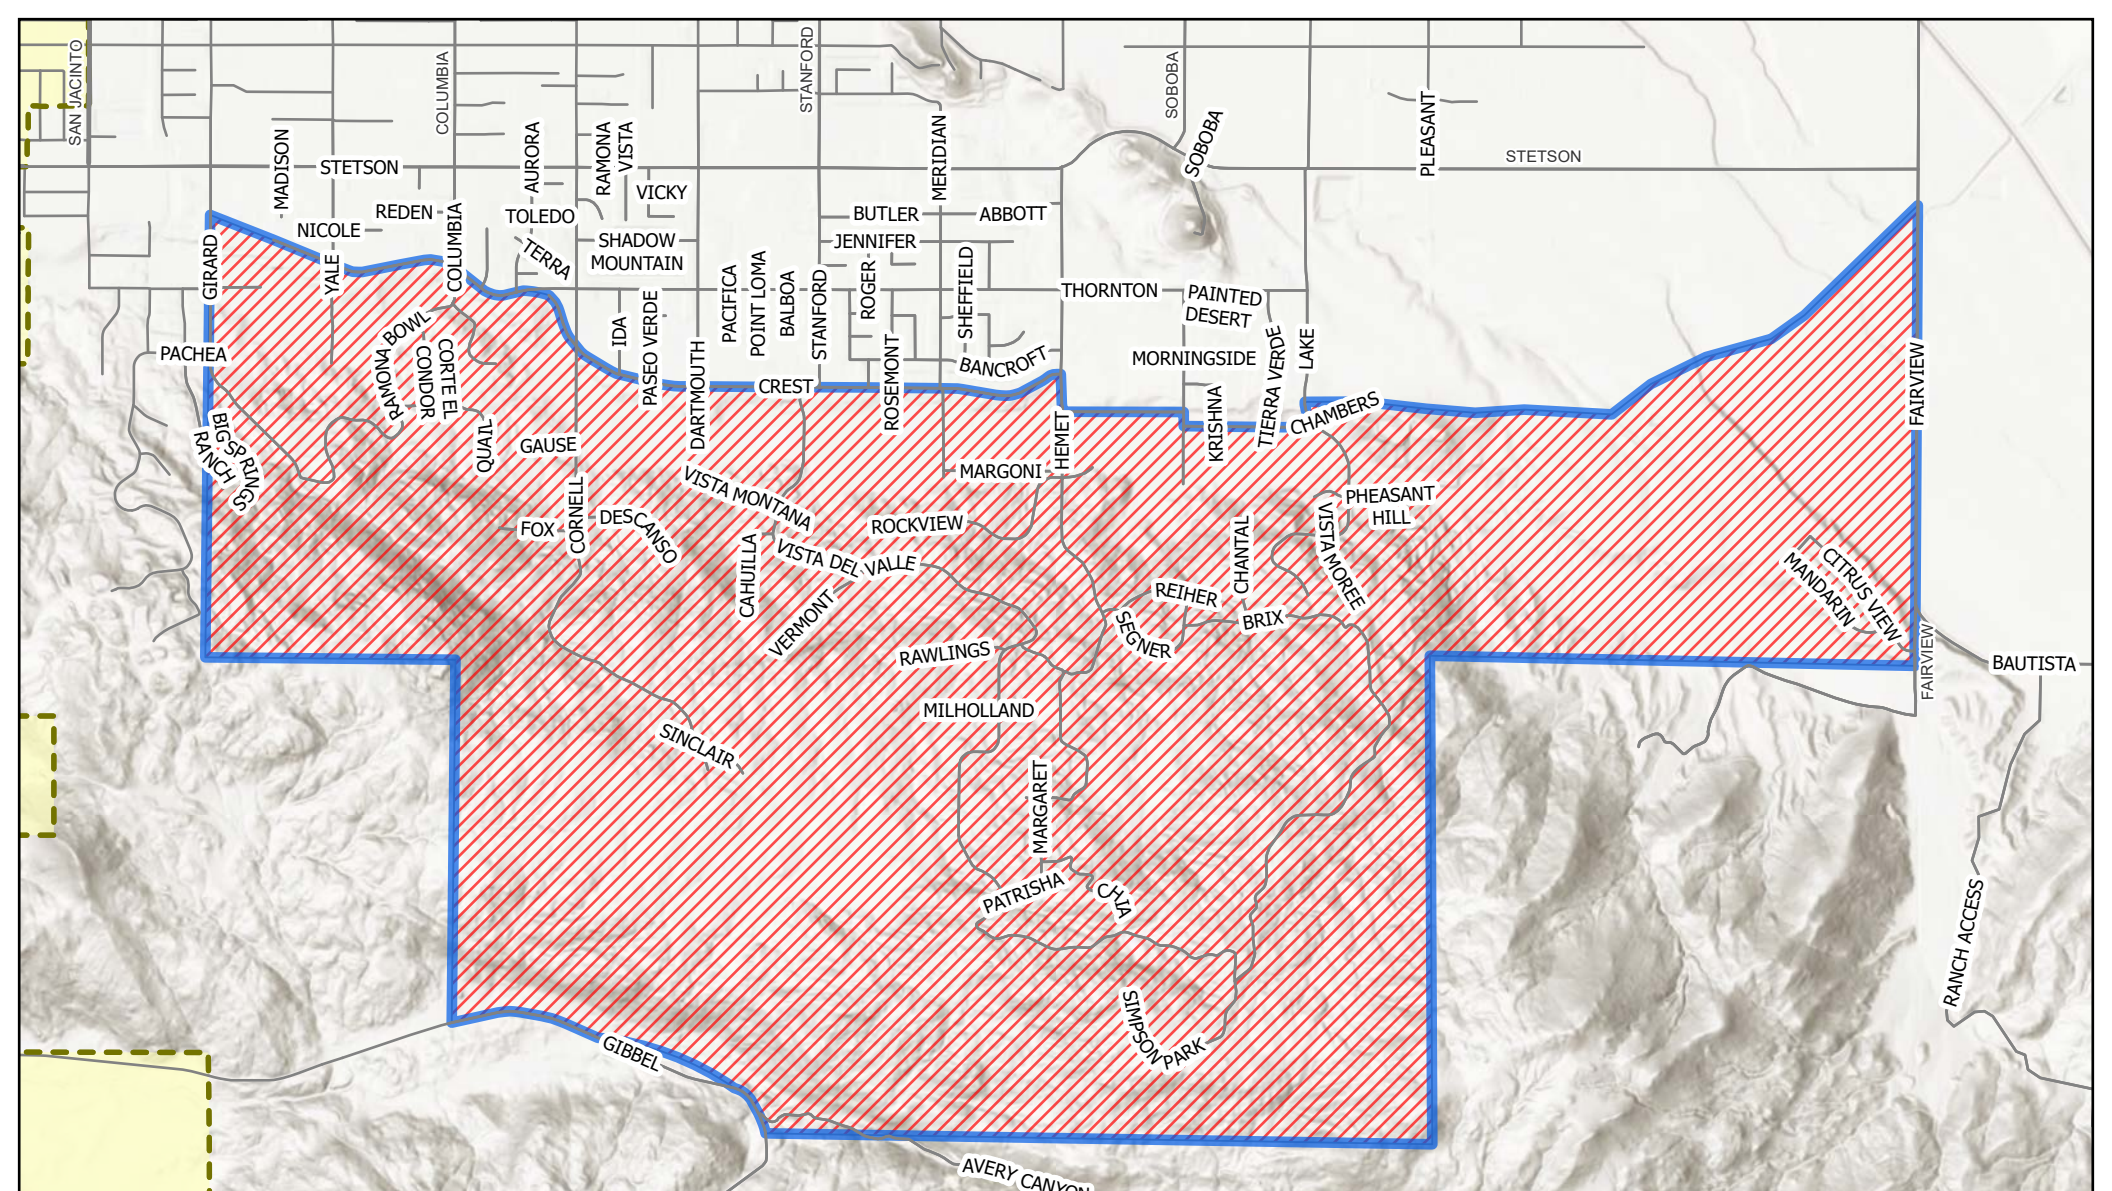 SAN JACINTO
COLUMBIA
STANFORD
SOBOBA
SOBOBA
PLEASANT
STETSON
MADISON
STETSON
AURORA
RAMONA
VISTA
VICKY
MERIDIAN
REDEN
COLUMBIA
TOLEDO
BUTLER
ABBOTT
NICOLE
GIRARD
YALE
TERRA
SHADOW
MOUNTAIN
JENNIFER
PACIFICA
POINT LOMA
BALBOA
STANFORD
ROGER
SHEFFIELD
THORNTON
PAINTED
DESERT
IDA
PASEO VERDE
DARTMOUTH
ROSEMONT
BANCROFT
MORNINGSIDE
TIERRA VERDE
LAKE
FAIRVIEW
PACHEA
RAMONA BOWL
CONDOR
CORTE EL
CREST
KRISHNA
CHAMBERS
QUAIL
GAUSE
HEMET
BIG SPRINGS
RANCH
VISTA MONTANA
MARGONI
CORNELL
FOX
DESCANSO
ROCKVIEW
PHEASANT
HILL
VISTA MOREE
CHANTAL
CAHUILLA
VISTA DEL VALLE
VERMONT
REIHER
SEGNER
BRIX
CITRUS VIEW
MANDARIN
RAWLINGS
FAIRVIEW
BAUTISTA
MILHOLLAND
SINCLAIR
MARGARET
PATRISHA
CHIA
RANCH ACCESS
SIMPSON PARK
GIBBEL
AVERY CANYON